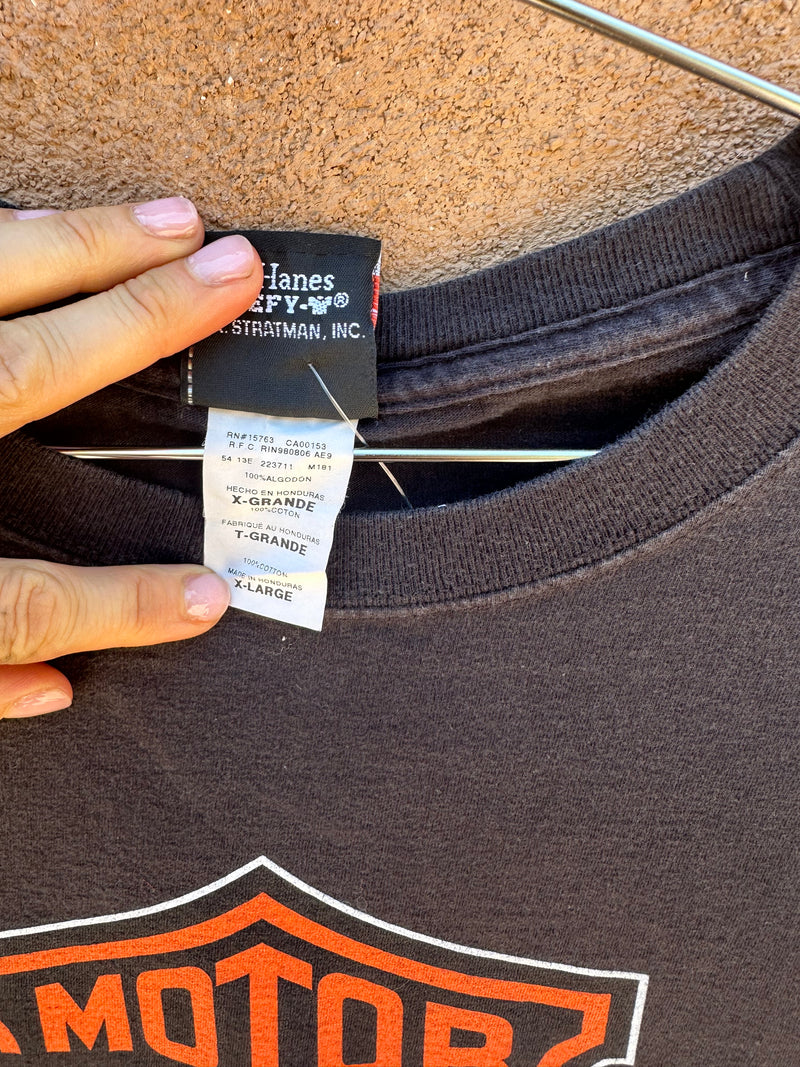 Hanes
EFY-®
. STRATMAN, INC.
RN#15763 CA00153
R.F.C. RIN980806 AE9
54 13E 223711 M181
100% ALGODON
HECHO EN HONDURAS
X-GRANDE
100% COTON
FABRIQUÉ AU HONDURAS
T-GRANDE
100% COTTON
MADE IN HONDURAS
X-LARGE
MOTOR